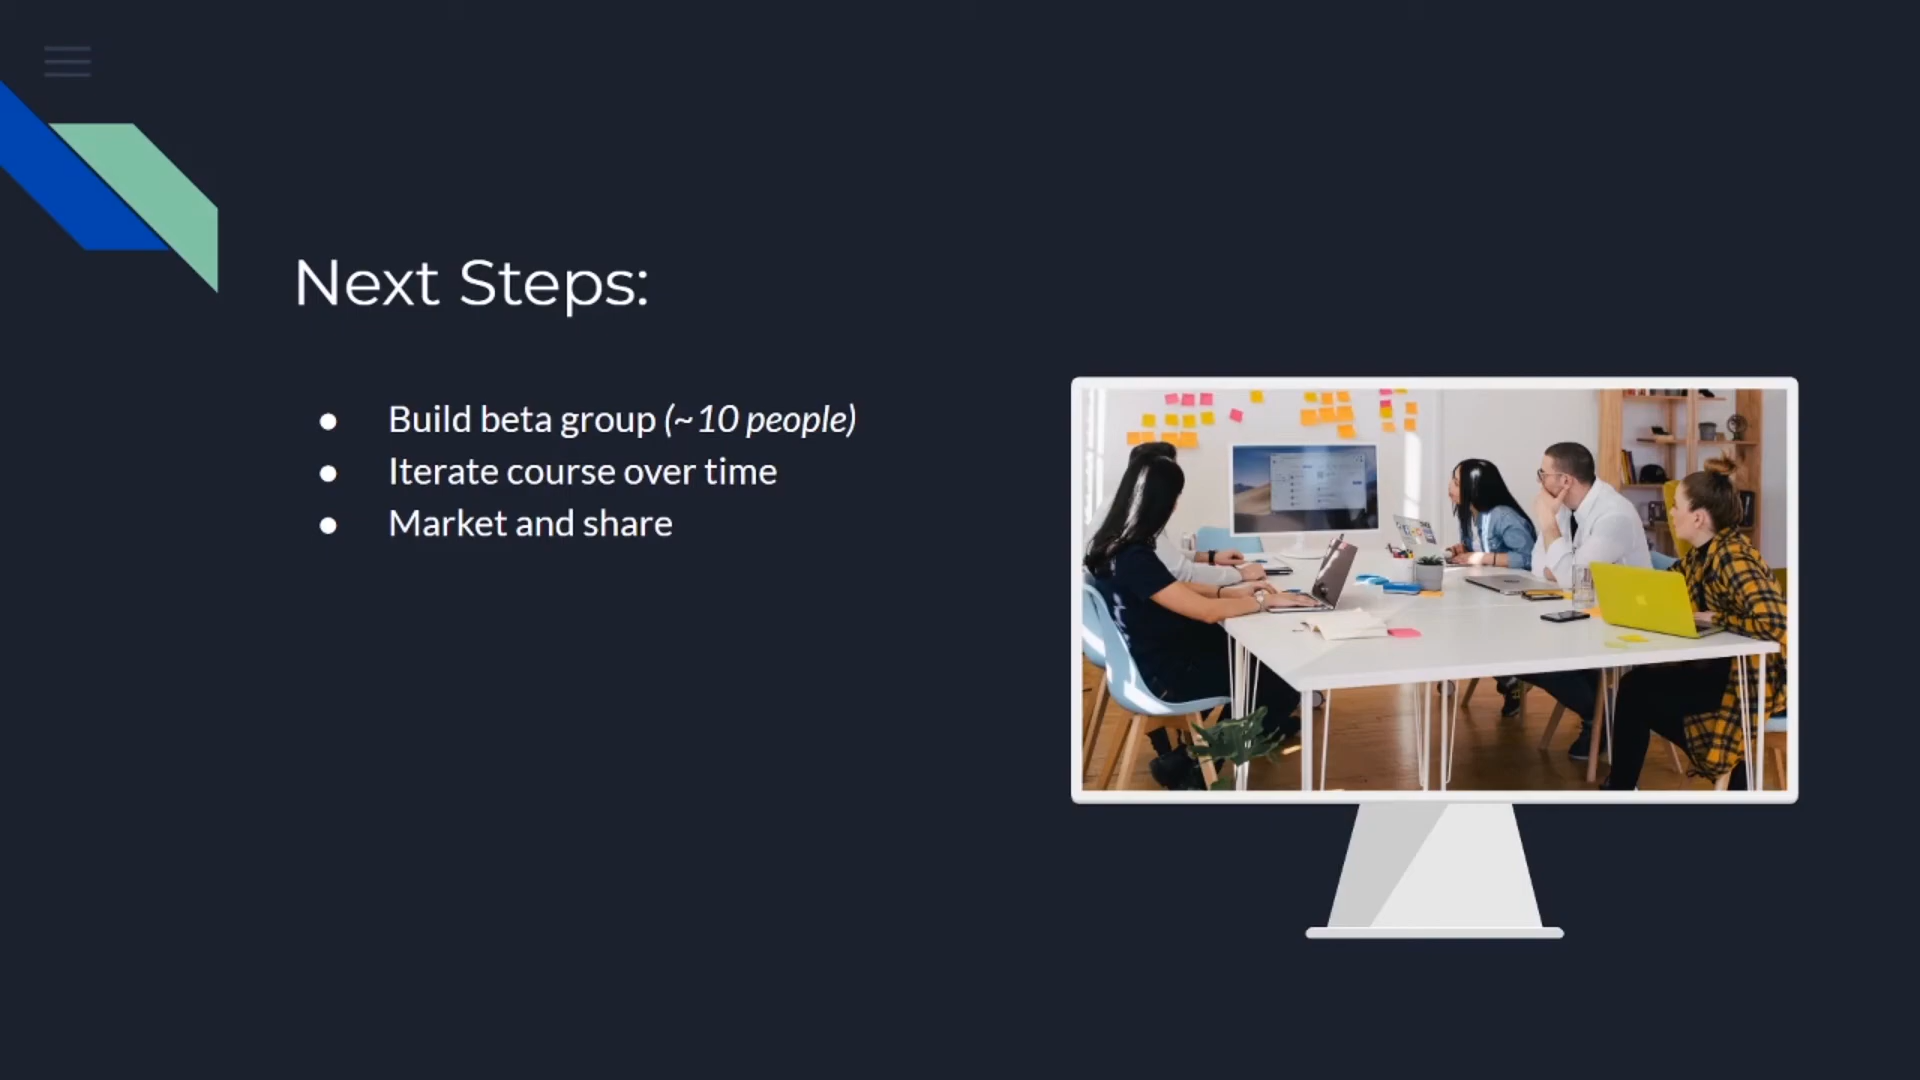 Next Steps:
● Build beta group (~10 people)
● Iterate course over time
● Market and share